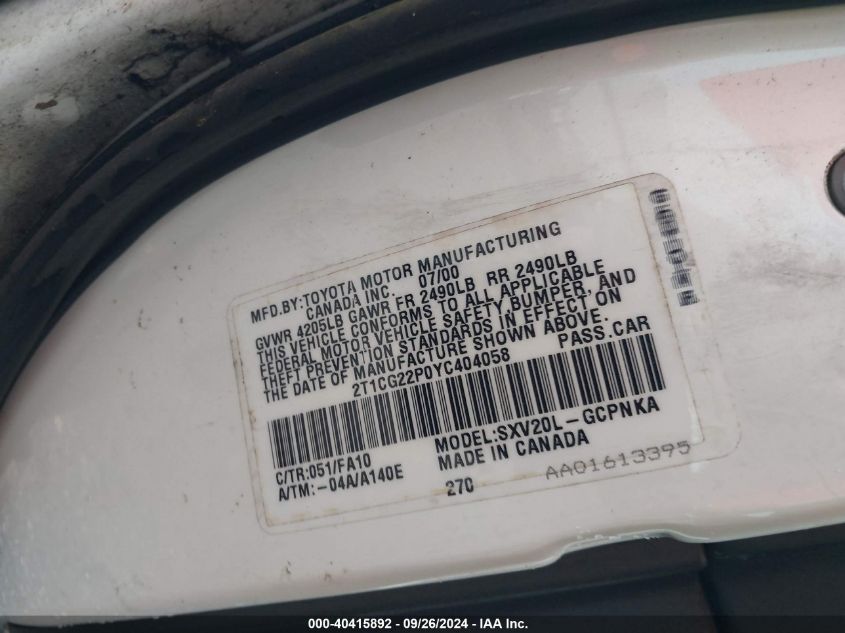 MFD.BY:TOYOTA MOTOR MANUFACTURING
CANADA INC. 07/00
GVWR 4205LB GAWR FR 2490LB RR 2490LB
THIS VEHICLE CONFORMS TO ALL APPLICABLE
FEDERAL MOTOR VEHICLE SAFETY BUMPER, AND
THEFT PREVENTION STANDARDS IN EFFECT ON
THE DATE OF MANUFACTURE SHOWN ABOVE.
2T1CG22P0YC404058 PASS.CAR
C/TR:051/FA10 MODEL:SXV20L-GCPNKA
A/TM:-04A/A140E MADE IN CANADA
27C AA01613395
000-40415892 / 09/26/2024 - IAA Inc.